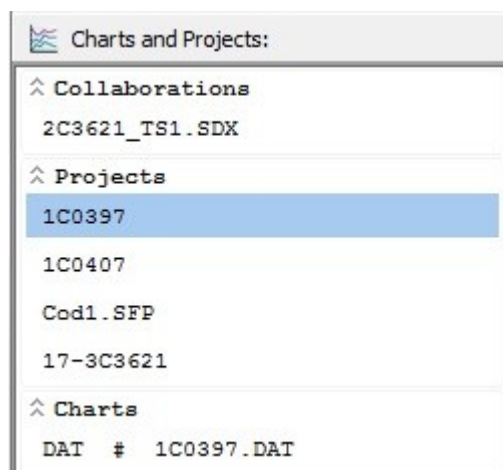 Charts and Projects:
Collaborations
2C3621_TS1.SDX
Projects
1C0397
1C0407
Cod1.SFP
17-3C3621
Charts
DAT # 1C0397.DAT